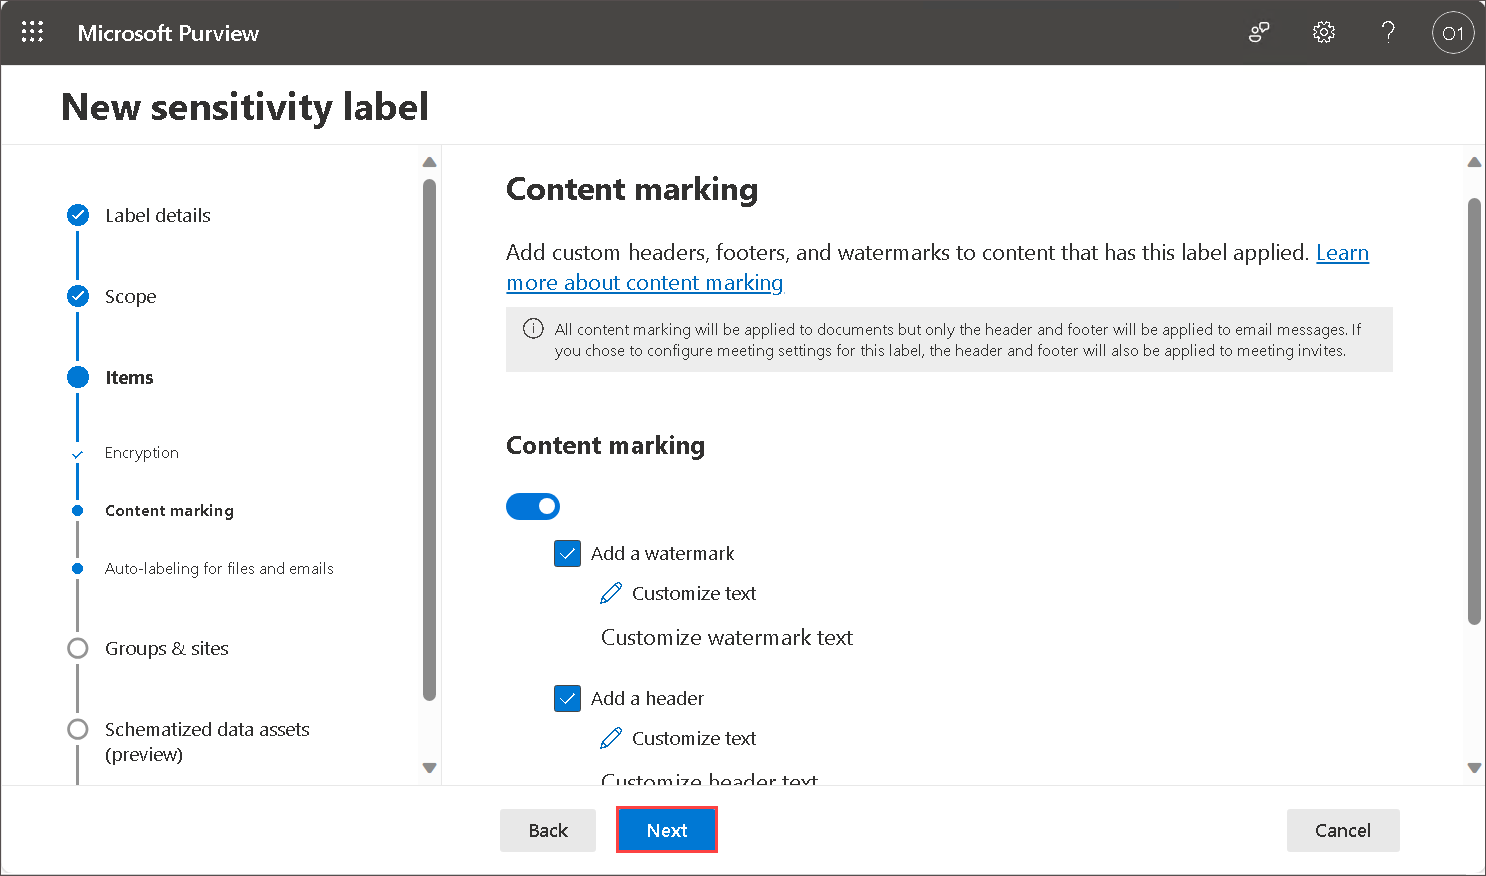 Microsoft Purview
O1
New sensitivity label
Label details
Scope
Items
Encryption
Content marking
Auto-labeling for files and emails
Groups & sites
Schematized data assets
(preview)
Content marking
Add custom headers, footers, and watermarks to content that has this label applied. Learn
more about content marking
All content marking will be applied to documents but only the header and footer will be applied to email messages. If
you chose to configure meeting settings for this label, the header and footer will also be applied to meeting invites.
Content marking
Add a watermark
Customize text
Customize watermark text
Add a header
Customize text
Customize header text
Back
Next
Cancel